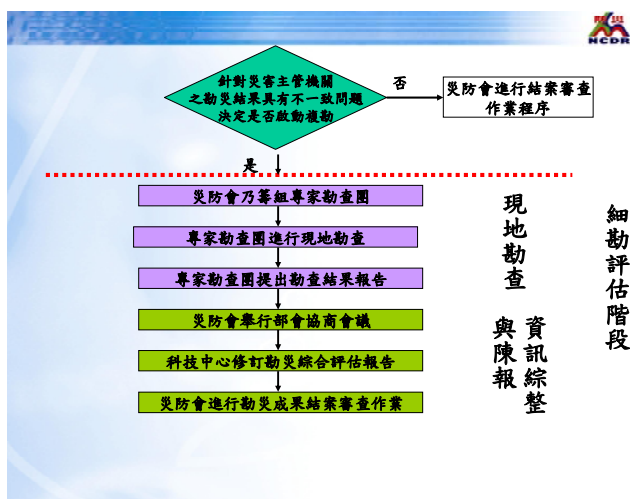 防災
NCDR
針對災害主管機關
之勘災結果具有不一致問題
決定是否啟動複勘
否
災防會進行結案審查
作業程序
是
災防會乃籌組專家勘查團
專家勘查團進行現地勘查
專家勘查團提出勘查結果報告
災防會舉行部會協商會議
科技中心修訂勘災綜合評估報告
災防會進行勘災成果結案審查作業
現地勘查
資訊綜整
與陳報
細勘評估階段